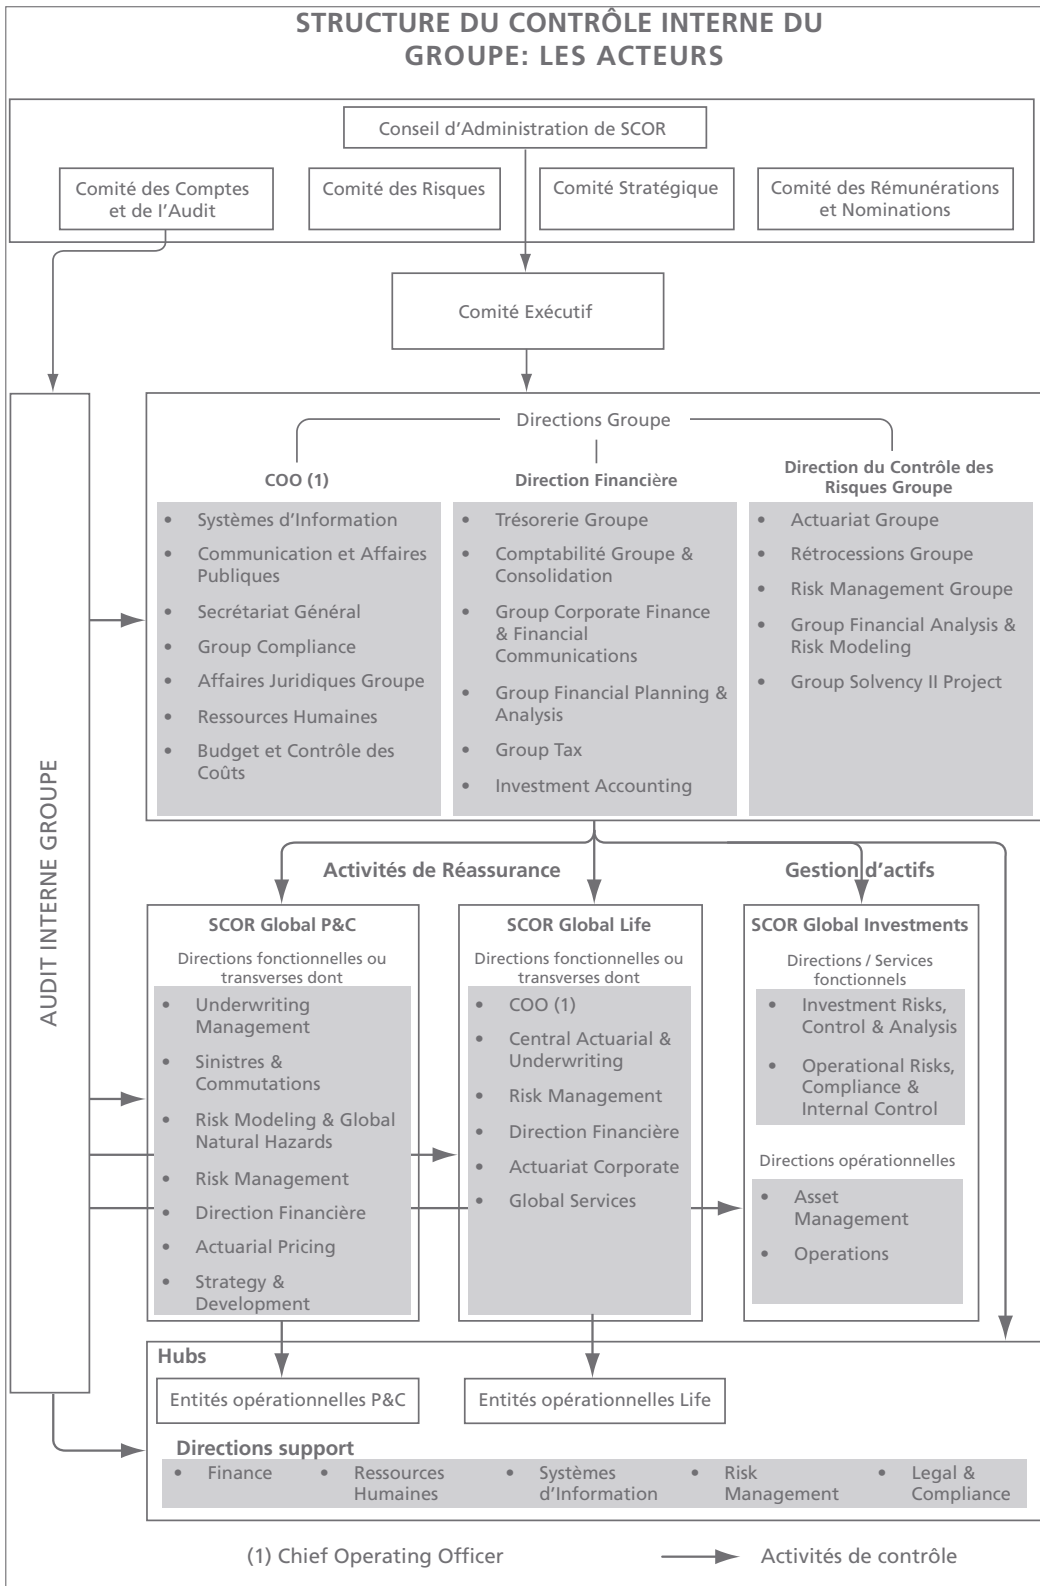 STRUCTURE DU CONTRÔLE INTERNE DU
GROUPE: LES ACTEURS
Conseil d'Administration de SCOR
Comité des Comptes
et de l'Audit
Comité des Risques
Comité Stratégique
Comité des Rémunérations
et Nominations
Comité Exécutif
AUDIT INTERNE GROUPE
Directions Groupe
COO (1)
• Systèmes d'Information
• Communication et Affaires
Publiques
• Secrétariat Général
• Group Compliance
• Affaires Juridiques Groupe
• Ressources Humaines
• Budget et Contrôle des
Coûts
Direction Financière
• Trésorerie Groupe
• Comptabilité Groupe &
Consolidation
• Group Corporate Finance
& Financial
Communications
• Group Financial Planning &
Analysis
• Group Tax
• Investment Accounting
Direction du Contrôle des
Risques Groupe
• Actuariat Groupe
• Rétrocessions Groupe
• Risk Management Groupe
• Group Financial Analysis &
Risk Modeling
• Group Solvency II Project
Activités de Réassurance
Gestion d'actifs
SCOR Global P&C
Directions fonctionnelles ou
transverses dont
• Underwriting
Management
• Sinistres &
Commutations
• Risk Modeling & Global
Natural Hazards
• Risk Management
• Direction Financière
• Actuarial Pricing
• Strategy &
Development
SCOR Global Life
Directions fonctionnelles ou
transverses dont
• COO (1)
• Central Actuarial &
Underwriting
• Risk Management
• Direction Financière
• Actuariat Corporate
• Global Services
SCOR Global Investments
Directions / Services
fonctionnels
• Investment Risks,
Control & Analysis
• Operational Risks,
Compliance &
Internal Control
Directions opérationnelles
• Asset
Management
• Operations
Hubs
Entités opérationnelles P&C
Entités opérationnelles Life
Directions support
• Finance
• Ressources
Humaines
• Systèmes
d'Information
• Risk
Management
• Legal &
Compliance
(1) Chief Operating Officer
Activités de contrôle